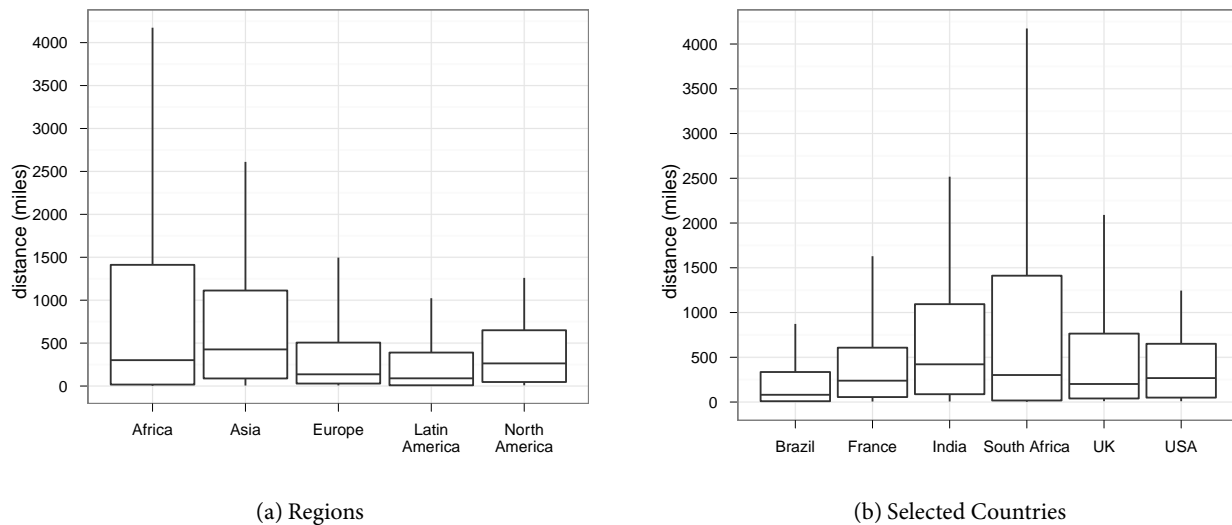 distance (miles)
4000
3500
3000
2500
2000
1500
1000
500
0
Africa
Asia
Europe
Latin
America
North
America
(a) Regions
distance (miles)
4000
3500
3000
2500
2000
1500
1000
500
0
Brazil
France
India
South Africa
UK
USA
(b) Selected Countries